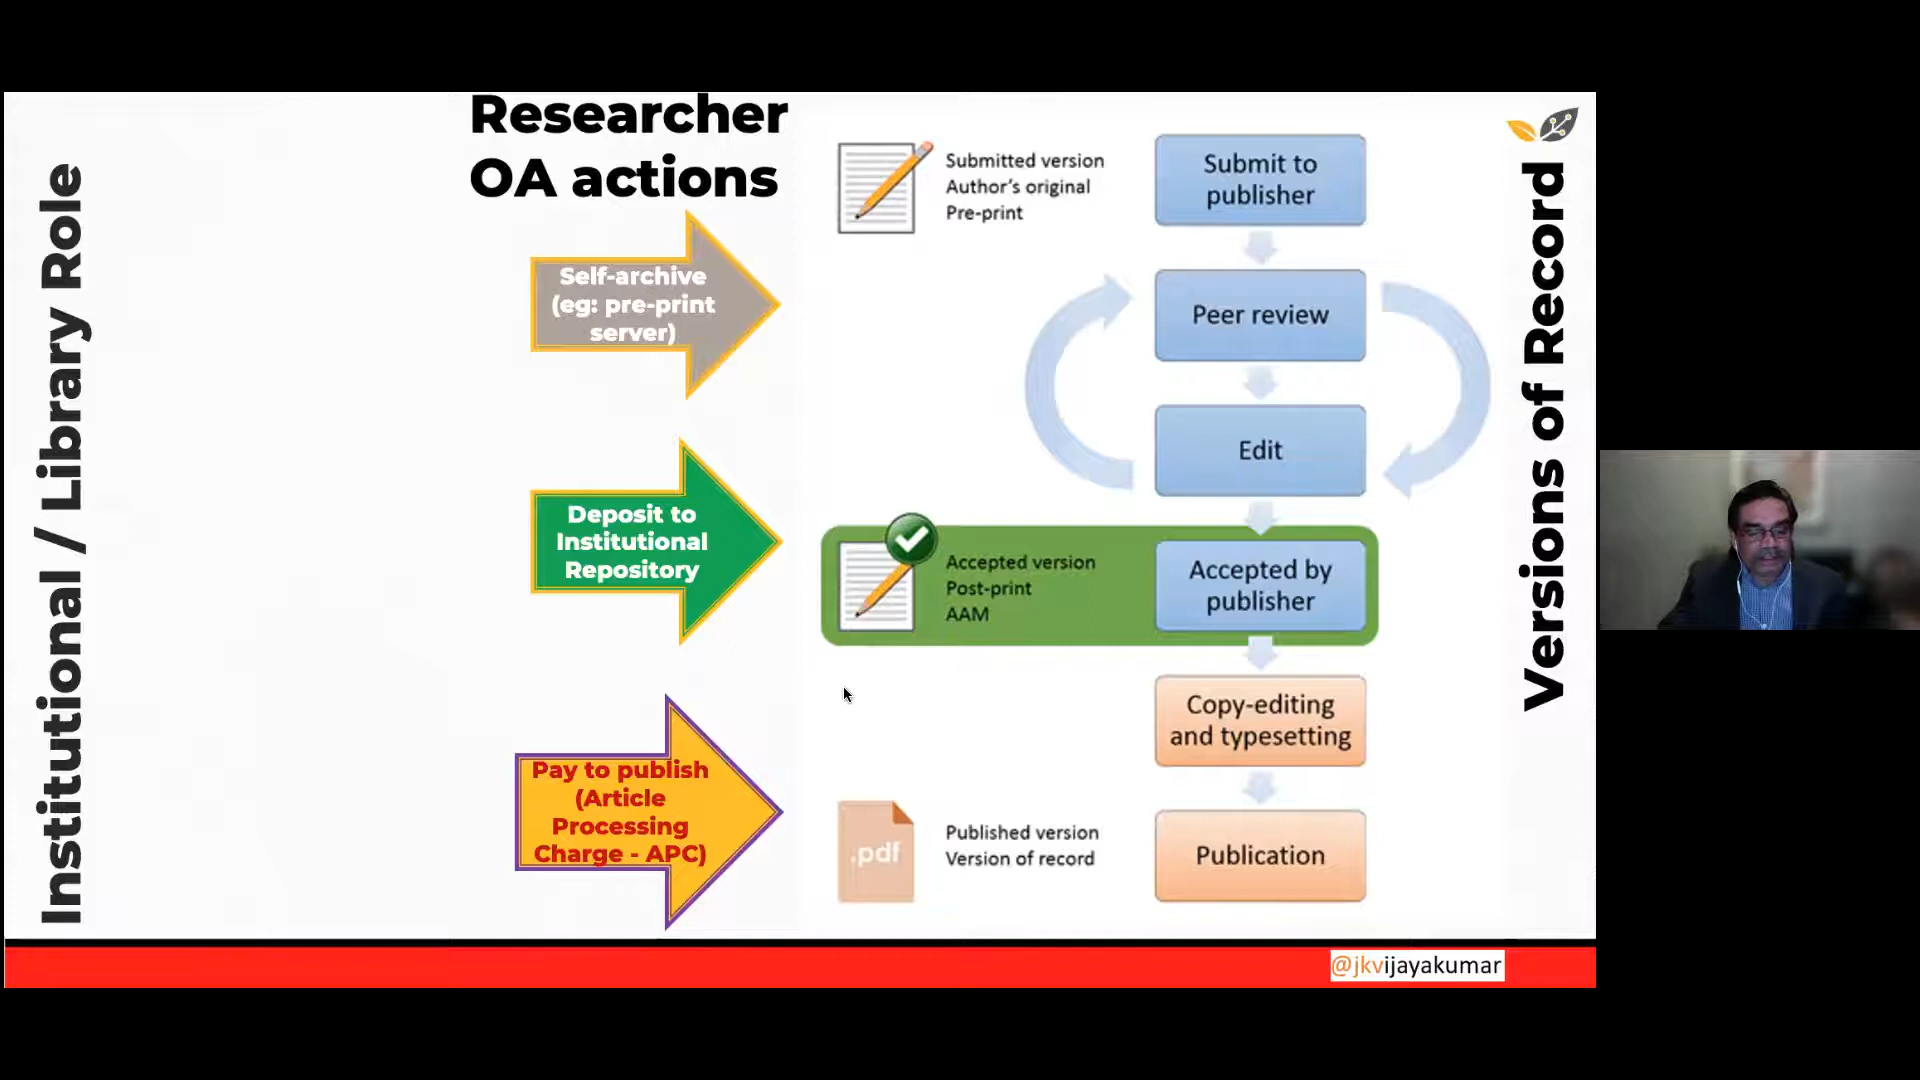 Institutional / Library Role
Researcher
OA actions
Self-archive
(eg: pre-print
server)
Deposit to
Institutional
Repository
Pay to publish
(Article
Processing
Charge - APC)
Submitted version
Author's original
Pre-print
Submit to
publisher
Peer review
Edit
Accepted version
Post-print
AAM
Accepted by
publisher
Copy-editing
and typesetting
.pdf
Published version
Version of record
Publication
Versions of Record
@jkvijayakumar